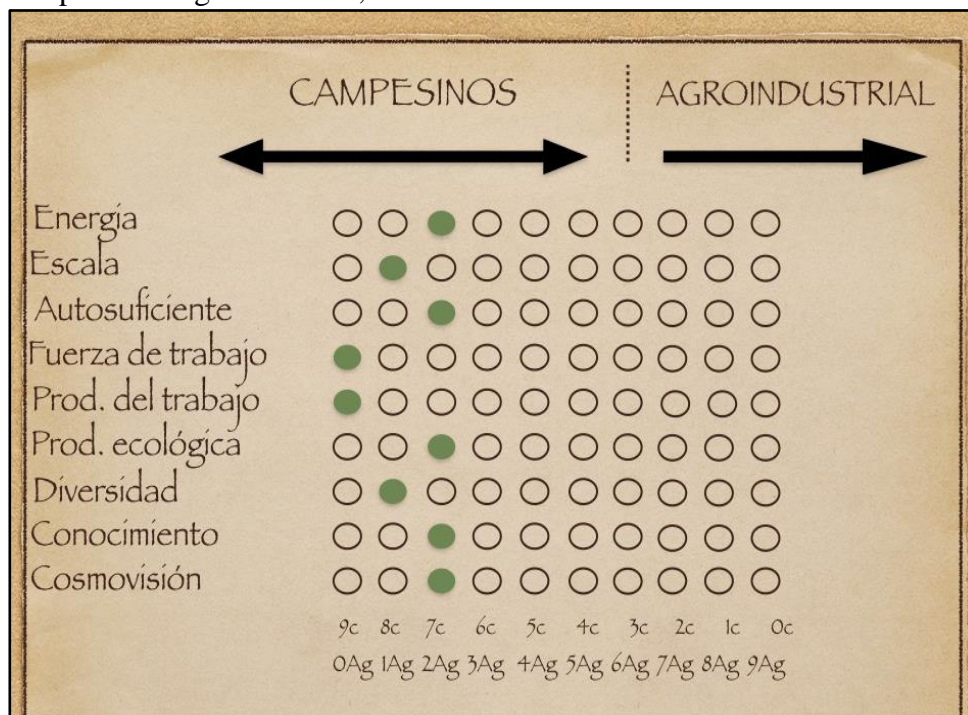 CAMPESINOS AGROINDUSTRIAL
Energía
Escala
Autosuficiente
Fuerza de trabajo
Prod. del trabajo
Prod. ecológica
Diversidad
Conocimiento
Cosmovisión
9c 8c 7c 6c 5c 4c 3c 2c 1c 0c
0Ag 1Ag 2Ag 3Ag 4Ag 5Ag 6Ag 7Ag 8Ag 9Ag